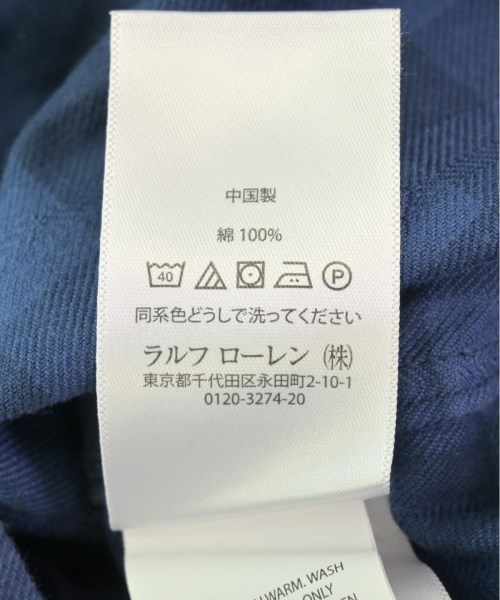 中国製
綿 100%
40 P
同系色どうしで洗ってください
ラルフ ローレン (株)
東京都千代田区永田町2-10-1
0120-3274-20
WARM. WASH
ONLY